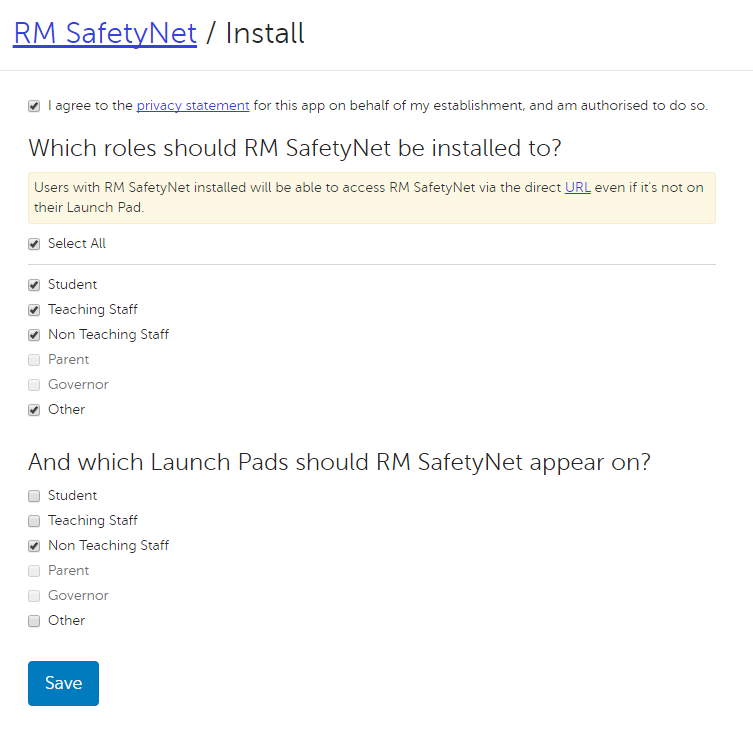 RM SafetyNet / Install
I agree to the privacy statement for this app on behalf of my establishment, and am authorised to do so.
Which roles should RM SafetyNet be installed to?
Users with RM SafetyNet installed will be able to access RM SafetyNet via the direct URL even if it's not on
their Launch Pad.
Select All
Student
Teaching Staff
Non Teaching Staff
Parent
Governor
Other
And which Launch Pads should RM SafetyNet appear on?
Student
Teaching Staff
Non Teaching Staff
Parent
Governor
Other
Save